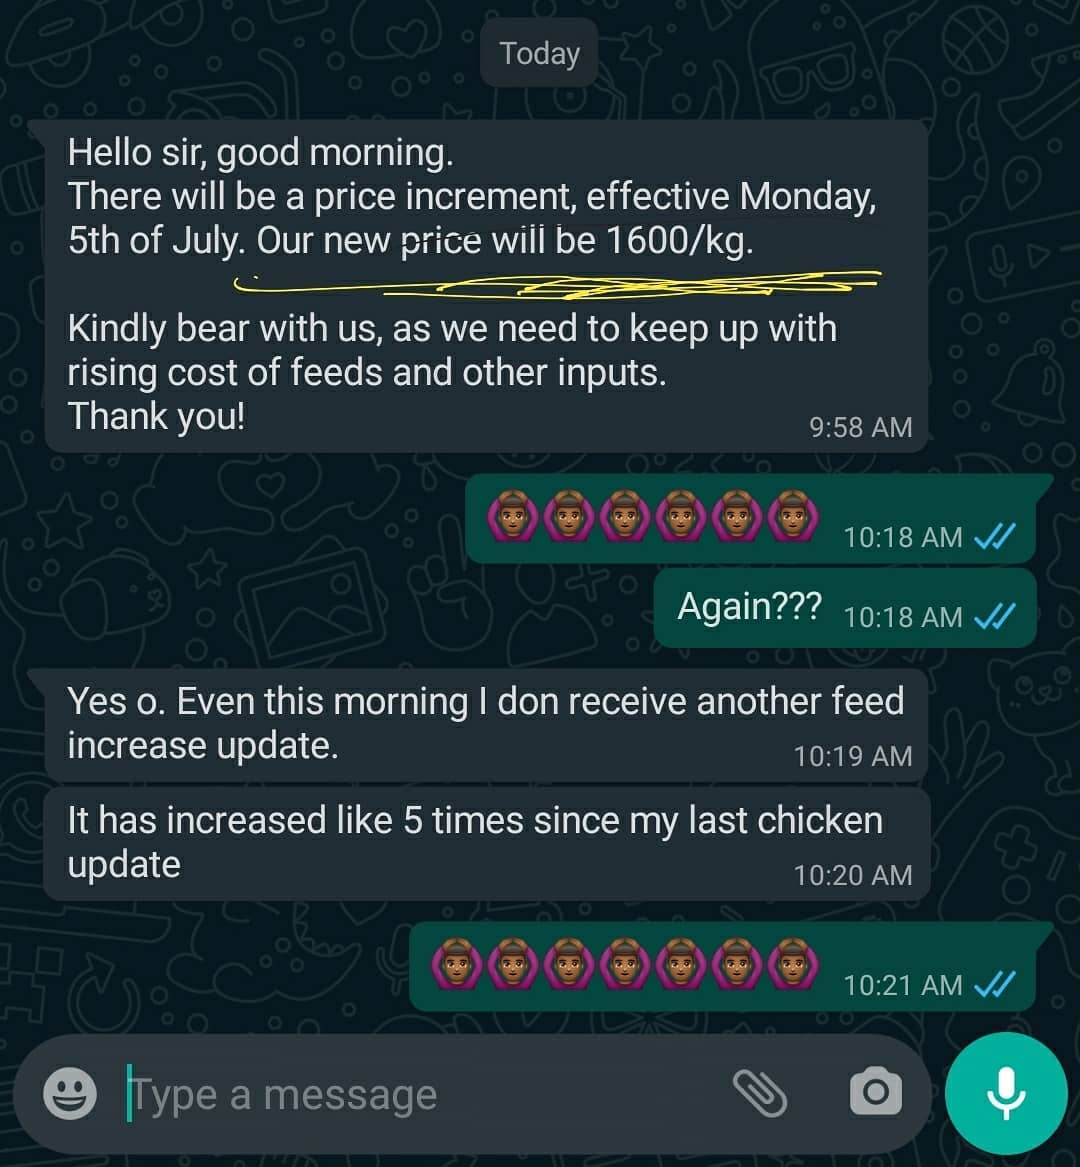 Today
Hello sir, good morning.
There will be a price increment, effective Monday,
5th of July. Our new price will be 1600/kg.
Kindly bear with us, as we need to keep up with
rising cost of feeds and other inputs.
Thank you!
9:58 AM
🙆🏾‍♀️🙆🏾‍♀️🙆🏾‍♀️🙆🏾‍♀️🙆🏾‍♀️🙆🏾‍♀️ 10:18 AM
Again??? 10:18 AM
Yes o. Even this morning I don receive another feed
increase update. 10:19 AM
It has increased like 5 times since my last chicken
update 10:20 AM
🙆🏾‍♀️🙆🏾‍♀️🙆🏾‍♀️🙆🏾‍♀️🙆🏾‍♀️🙆🏾‍♀️🙆🏾‍♀️ 10:21 AM
Type a message